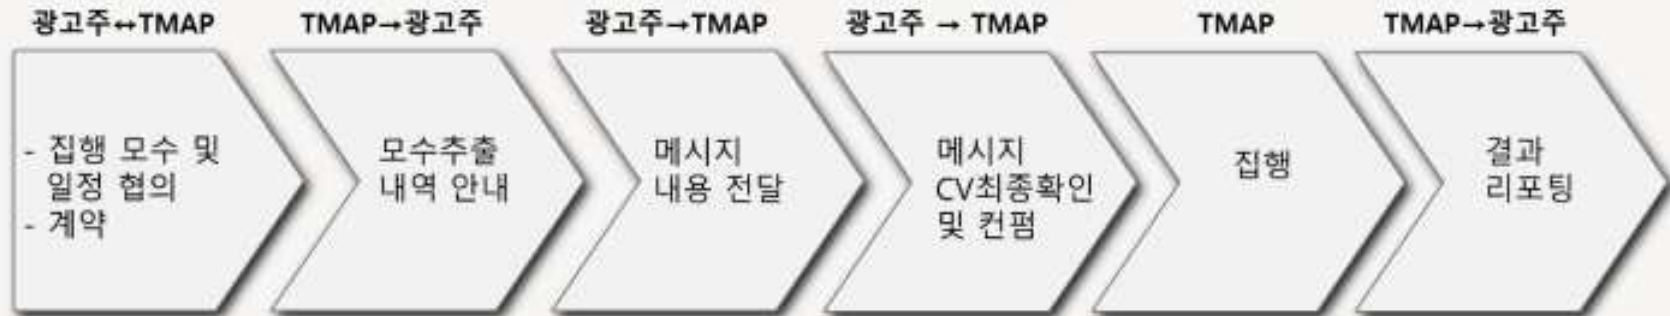 광고주↔TMAP
TMAP→광고주
광고주→TMAP
광고주 → TMAP
TMAP
TMAP→광고주
- 집행 모수 및
일정 협의
- 계약
모수추출
내역 안내
메시지
내용 전달
메시지
CV최종확인
및 컨펌
집행
결과
리포팅